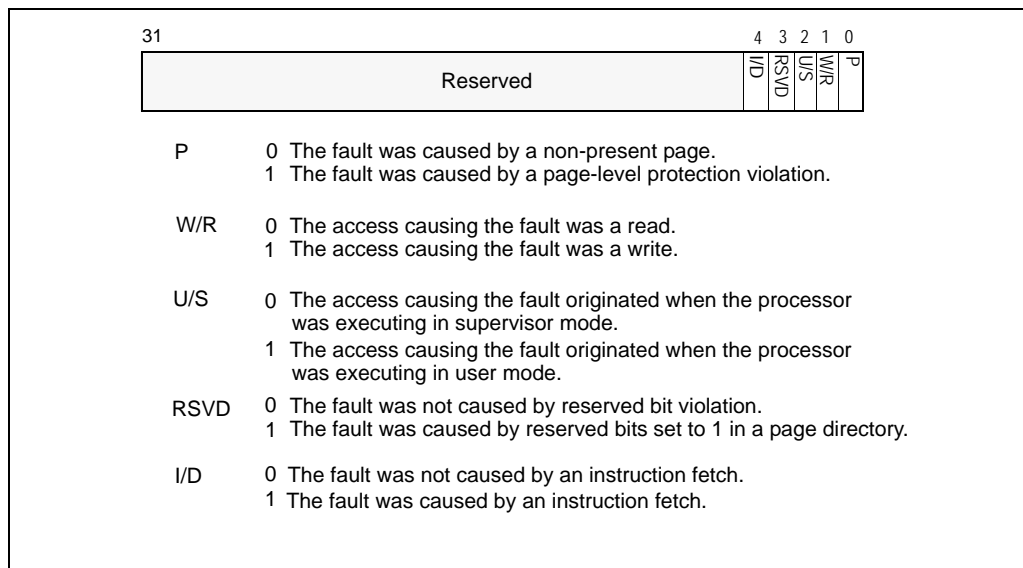 31 4 3 2 1 0
Reserved I/D RSVD U/S W/R P
P 0 The fault was caused by a non-present page.
1 The fault was caused by a page-level protection violation.
W/R 0 The access causing the fault was a read.
1 The access causing the fault was a write.
U/S 0 The access causing the fault originated when the processor
was executing in supervisor mode.
1 The access causing the fault originated when the processor
was executing in user mode.
RSVD 0 The fault was not caused by reserved bit violation.
1 The fault was caused by reserved bits set to 1 in a page directory.
I/D 0 The fault was not caused by an instruction fetch.
1 The fault was caused by an instruction fetch.